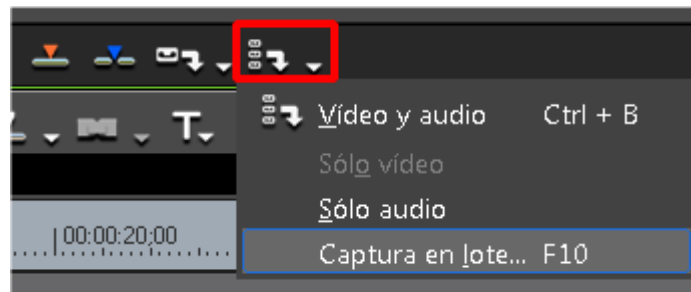 T
Vídeo y audio Ctrl + B
Sólo vídeo
Sólo audio
00:00:20;00
Captura en lote... F10